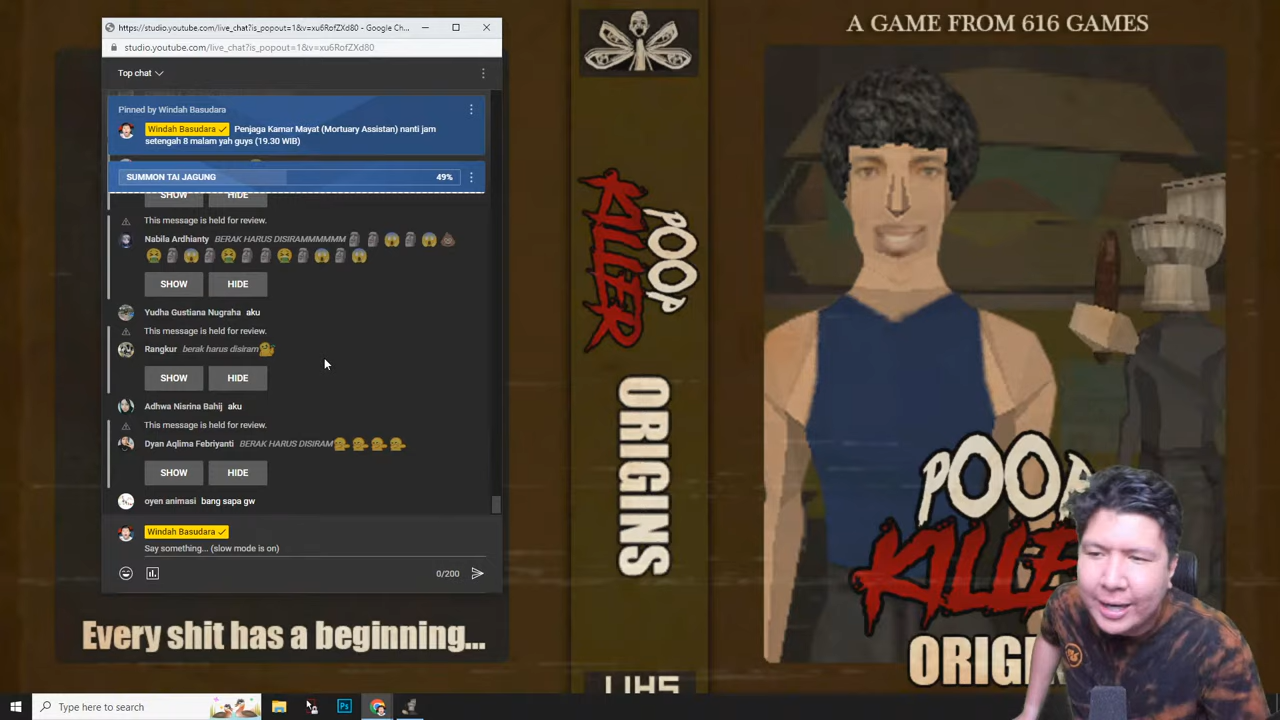 https://studio.youtube.com/live_chat?is_popout=1&v=xu6RofZXd80 - Google Ch...
studio.youtube.com/live_chat?is_popout=1&v=xu6RofZXd80
Top chat
Pinned by Windah Basudara
Windah Basudara Penjaga Kamar Mayat (Mortuary Assistan) nanti jam
setengah 8 malam yah guys (19.30 WIB)
SUMMON TAI JAGUNG 49%
SHOW HIDE
This message is held for review.
Nabila Ardhianty BERAK HARUS DISIRAMMMMMM
SHOW HIDE
Yudha Gustiana Nugraha aku
This message is held for review.
Rangkur berak harus disiram
SHOW HIDE
Adhwa Nisrina Bahij aku
This message is held for review.
Dyan Aqlima Febriyanti BERAK HARUS DISIRAM
SHOW HIDE
oyen animasi bang sapa gw
Windah Basudara
Say something... (slow mode is on)
0/200
Every shit has a beginning...
POOP
KILLER
ORIGINS
A GAME FROM 616 GAMES
POOP
Type here to search
Ps